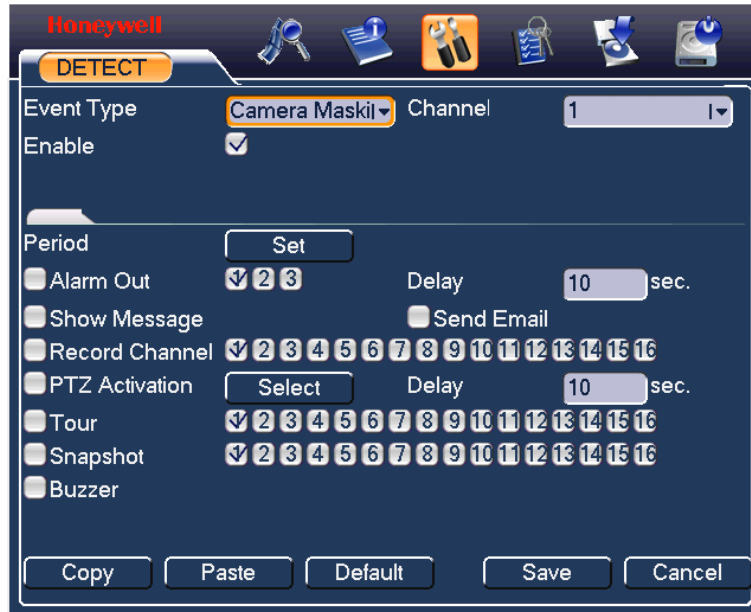 Honeywell
DETECT
Event Type Camera Maskil Channel 1
Enable
Period Set
Alarm Out 1 2 3 Delay 10 sec.
Show Message Send Email
Record Channel 1 2 3 4 5 6 7 8 9 10 11 12 13 14 15 16
PTZ Activation Select Delay 10 sec.
Tour 1 2 3 4 5 6 7 8 9 10 11 12 13 14 15 16
Snapshot 1 2 3 4 5 6 7 8 9 10 11 12 13 14 15 16
Buzzer
Copy Paste Default Save Cancel